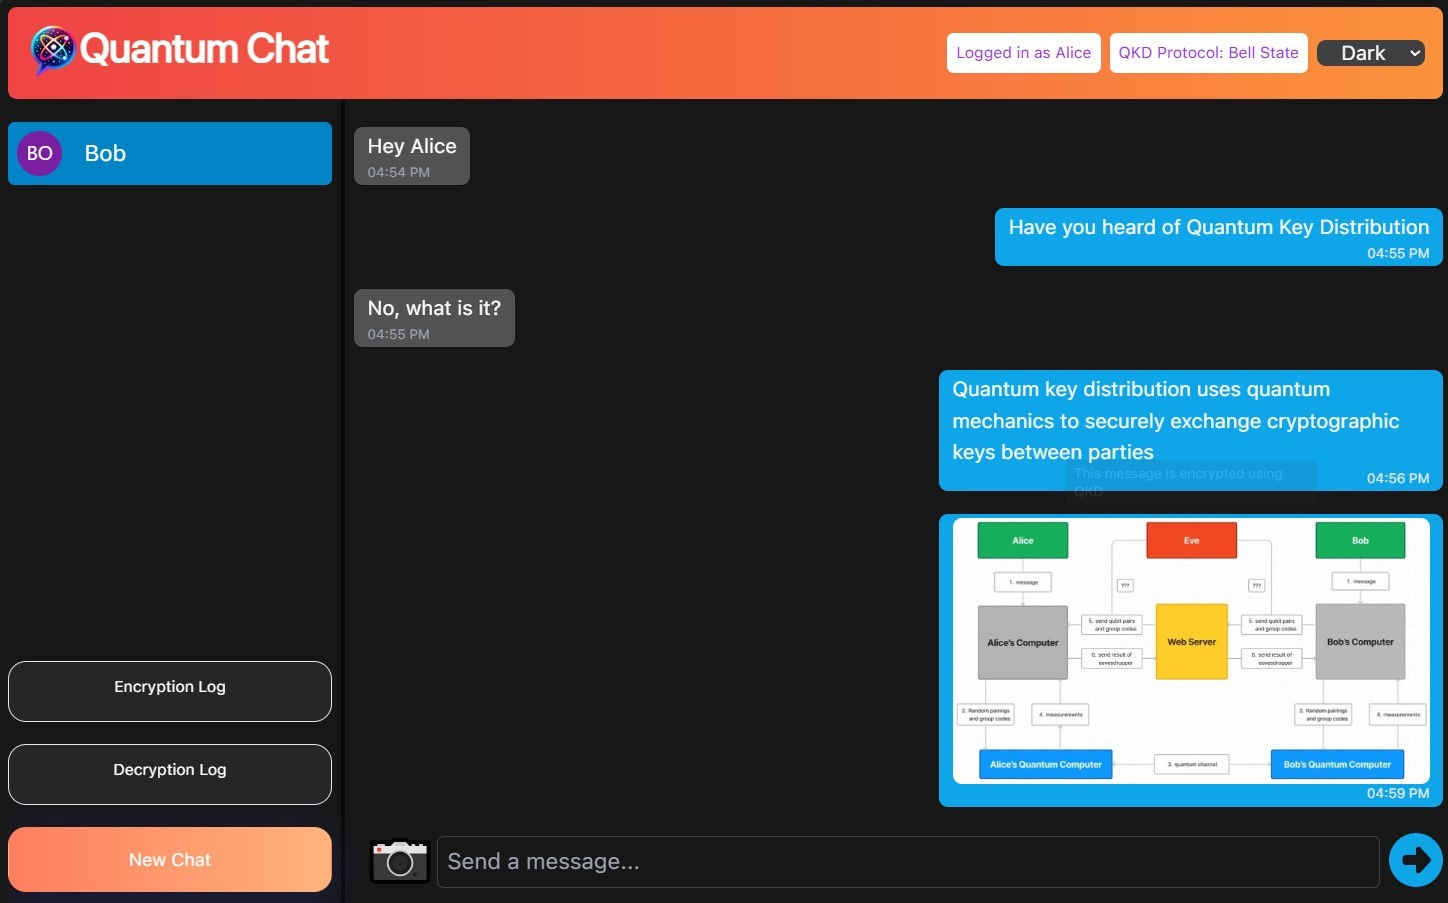 Quantum Chat
Logged in as Alice
QKD Protocol: Bell State
Dark
BO
Bob
Hey Alice
04:54 PM
Have you heard of Quantum Key Distribution
04:55 PM
No, what is it?
04:55 PM
Quantum key distribution uses quantum
mechanics to securely exchange cryptographic
keys between parties
This message is encrypted using
QKD
04:56 PM
Alice
Eve
Bob
1. message
???
???
1. message
5. send qubit pairs
and group codes
5. send qubit pairs
and group codes
Alice's Computer
Web Server
Bob's Computer
6. send result of
eavesdropper
6. send result of
eavesdropper
2. Random pairings
and group codes
4. measurements
2. Random pairings
and group codes
4. measurements
Alice's Quantum Computer
3. quantum channel
Bob's Quantum Computer
04:59 PM
Encryption Log
Decryption Log
New Chat
Send a message...